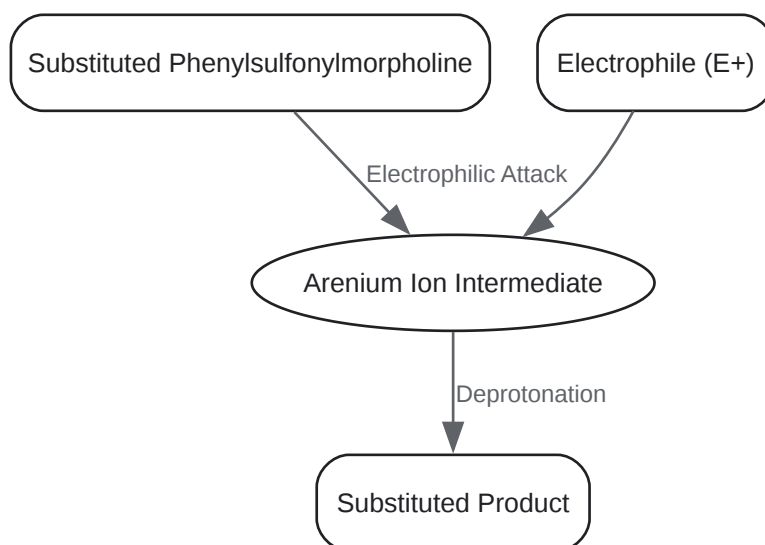 Substituted Phenylsulfonylmorpholine
Electrophile (E+)
Electrophilic Attack
Arenium Ion Intermediate
Deprotonation
Substituted Product